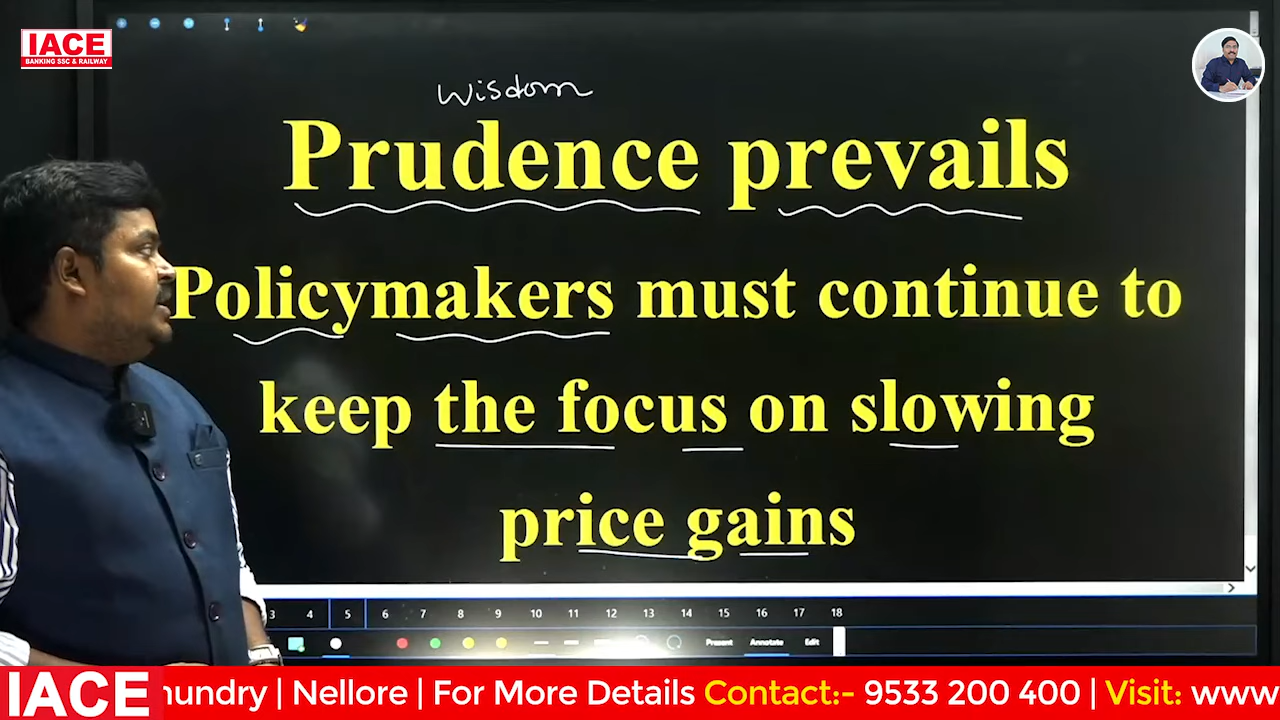 IACE
BANKING SSC & RAILWAY
Wisdom
Prudence prevails
Policymakers must continue to
keep the focus on slowing
price gains
3 4 5 6 7 8 9 10 11 12 13 14 15 16 17 18
Present Annotate Edit
IACE hundry | Nellore | For More Details Contact:- 9533 200 400 | Visit: www